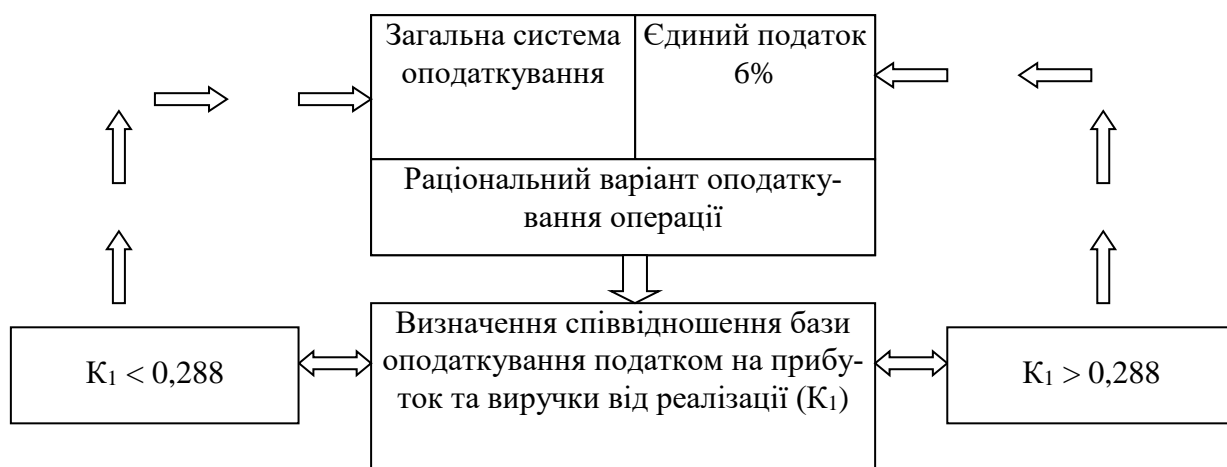 Загальна система
оподаткування
Єдиний податок
6%
Раціональний варіант оподатку-
вання операції
Визначення співвідношення бази
оподаткування податком на прибу-
ток та виручки від реалізації (К₁)
К₁ < 0,288
К₁ > 0,288